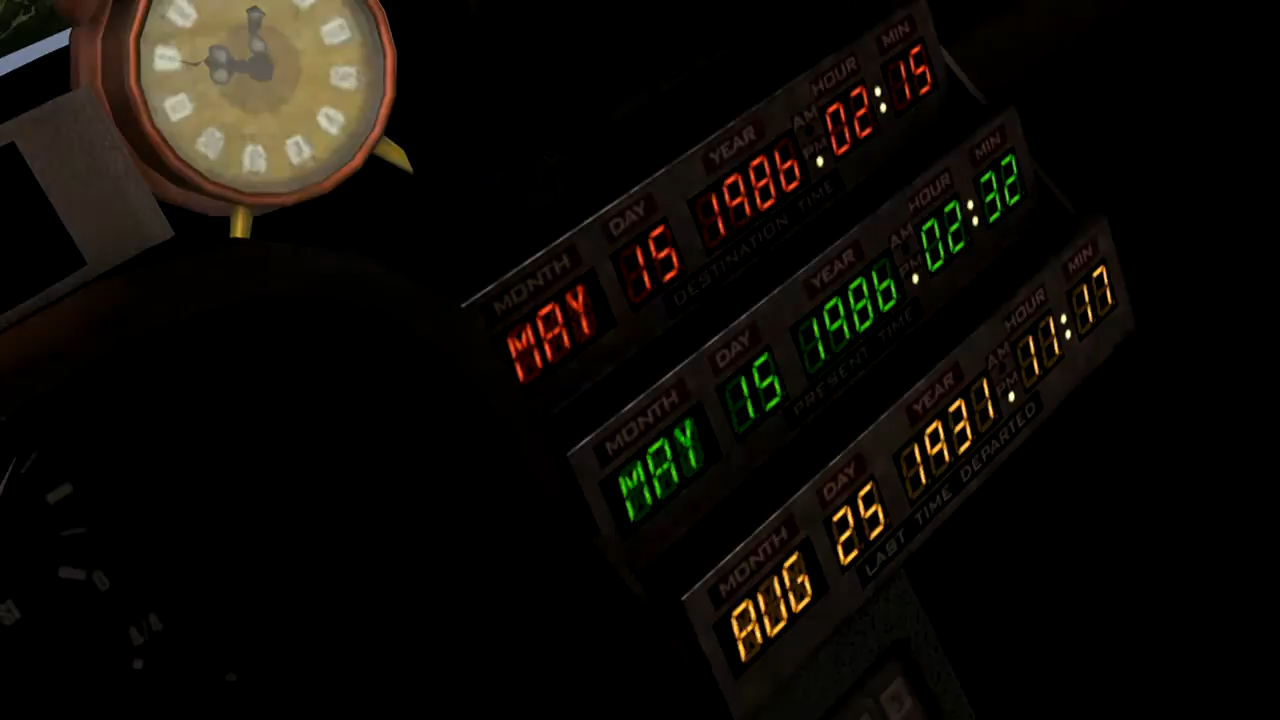 MONTH DAY YEAR AM PM HOUR MIN
MAY 15 1986 02:15
DESTINATION TIME
MONTH DAY YEAR AM PM HOUR MIN
MAY 15 1986 02:32
PRESENT TIME
MONTH DAY YEAR AM PM HOUR MIN
AUG 25 1931 11:17
LAST TIME DEPARTED